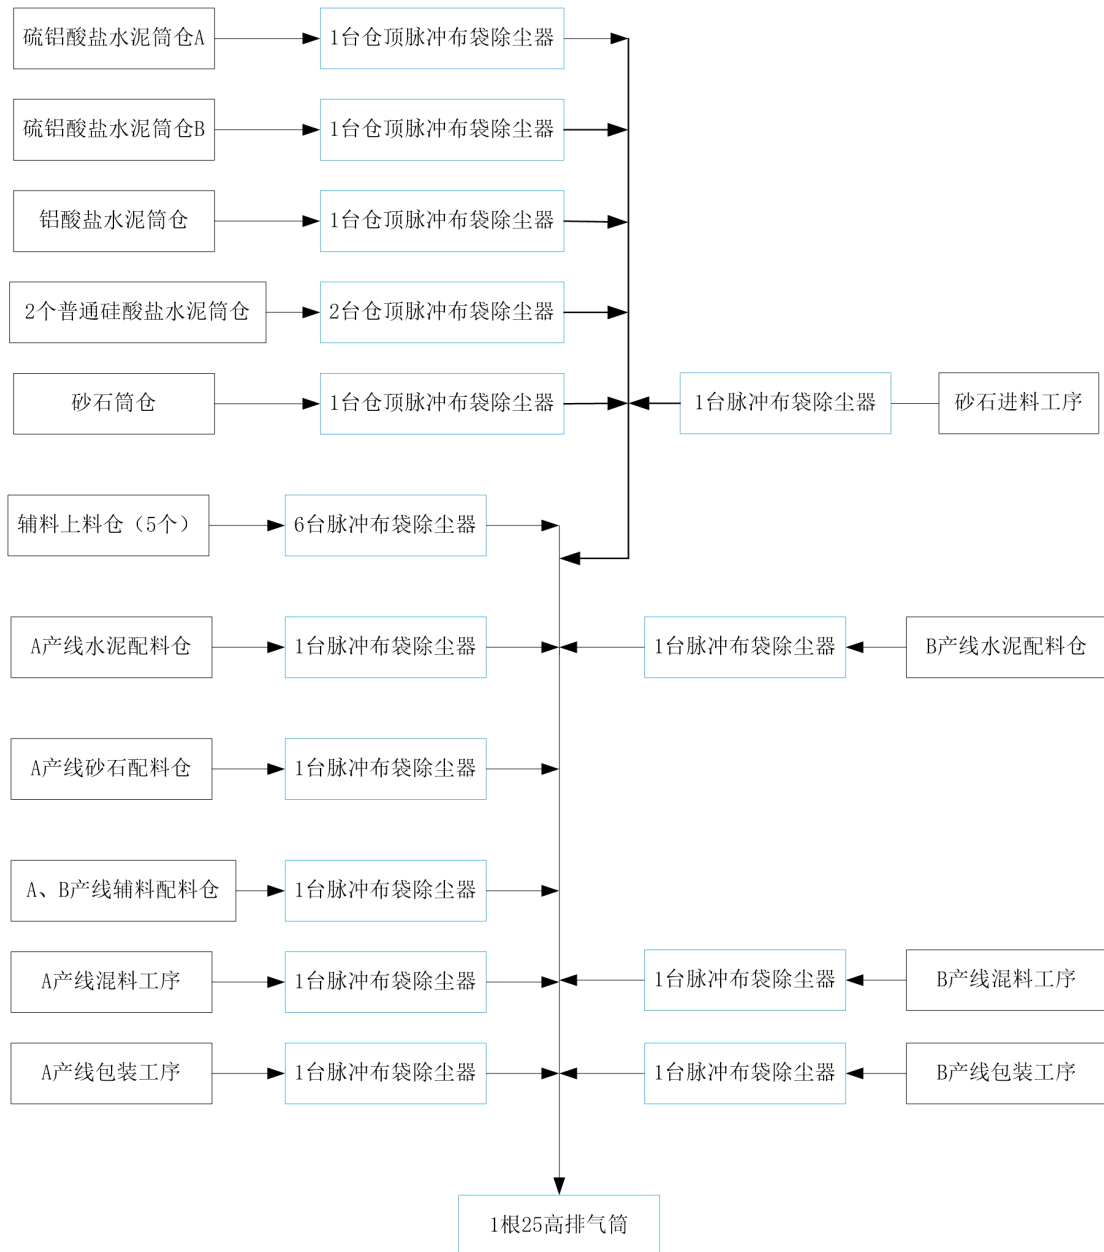 硫铝酸盐水泥筒仓A
1台仓顶脉冲布袋除尘器
硫铝酸盐水泥筒仓B
1台仓顶脉冲布袋除尘器
铝酸盐水泥筒仓
1台仓顶脉冲布袋除尘器
2个普通硅酸盐水泥筒仓
2台仓顶脉冲布袋除尘器
砂石筒仓
1台仓顶脉冲布袋除尘器
1台脉冲布袋除尘器
砂石进料工序
辅料上料仓（5个）
6台脉冲布袋除尘器
A产线水泥配料仓
1台脉冲布袋除尘器
1台脉冲布袋除尘器
B产线水泥配料仓
A产线砂石配料仓
1台脉冲布袋除尘器
A、B产线辅料配料仓
1台脉冲布袋除尘器
A产线混料工序
1台脉冲布袋除尘器
1台脉冲布袋除尘器
B产线混料工序
A产线包装工序
1台脉冲布袋除尘器
1台脉冲布袋除尘器
B产线包装工序
1根25高排气筒